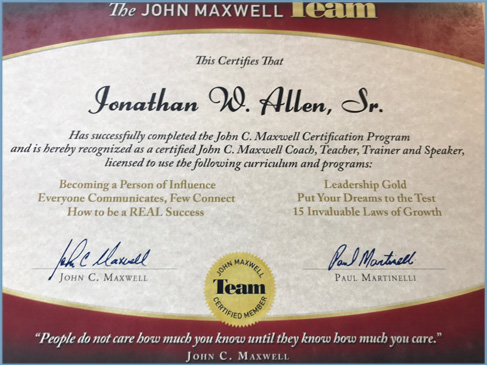 The JOHN MAXWELL Team
This Certifies That
Jonathan W. Allen, Sr.
Has successfully completed the John C. Maxwell Certification Program
and is hereby recognized as a certified John C. Maxwell Coach, Teacher, Trainer and Speaker,
licensed to use the following curriculum and programs:
Becoming a Person of Influence
Everyone Communicates, Few Connect
How to be a REAL Success
Leadership Gold
Put Your Dreams to the Test
15 Invaluable Laws of Growth
John C Maxwell
JOHN C. MAXWELL
JOHN MAXWELL
Team
CERTIFIED MEMBER
Paul Martinelli
PAUL MARTINELLI
“People do not care how much you know until they know how much you care.”
JOHN C. MAXWELL